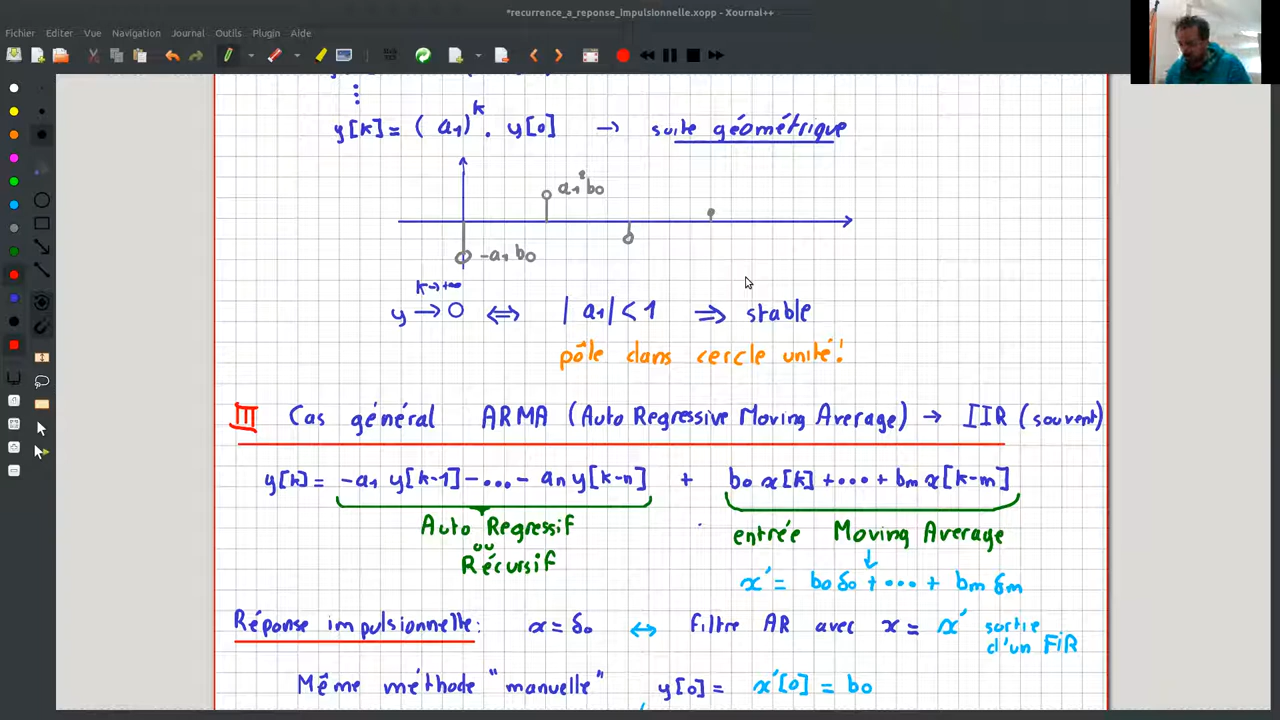 *recurrence_a_reponse_impulsionnelle.xopp - Xournal++
Fichier Editer Vue Navigation Journal Outils Plugin Aide
⋮
y[k] = (a₁)ᵏ . y[0] → suite géométrique
a₁² b₀
-a₁ b₀
k→+∞
y → 0 ⟺ |a₁| < 1 ⟹ stable
pôle dans cercle unité!
III Cas général ARMA (Auto Regressive Moving Average) → IIR (souvent)
y[k] = -a₁ y[k-1] - ... - aₙ y[k-n] + b₀ x[k] + ... + bₘ x[k-m]
Auto Regressif
ou
Récursif
entrée Moving Average
↓
x' = b₀ δ₀ + ... + bₘ δₘ
Réponse impulsionnelle: x = δ₀ ↔ filtre AR avec x = x' sortie
d'un FiR
Même méthode "manuelle" y[0] = x'[0] = b₀